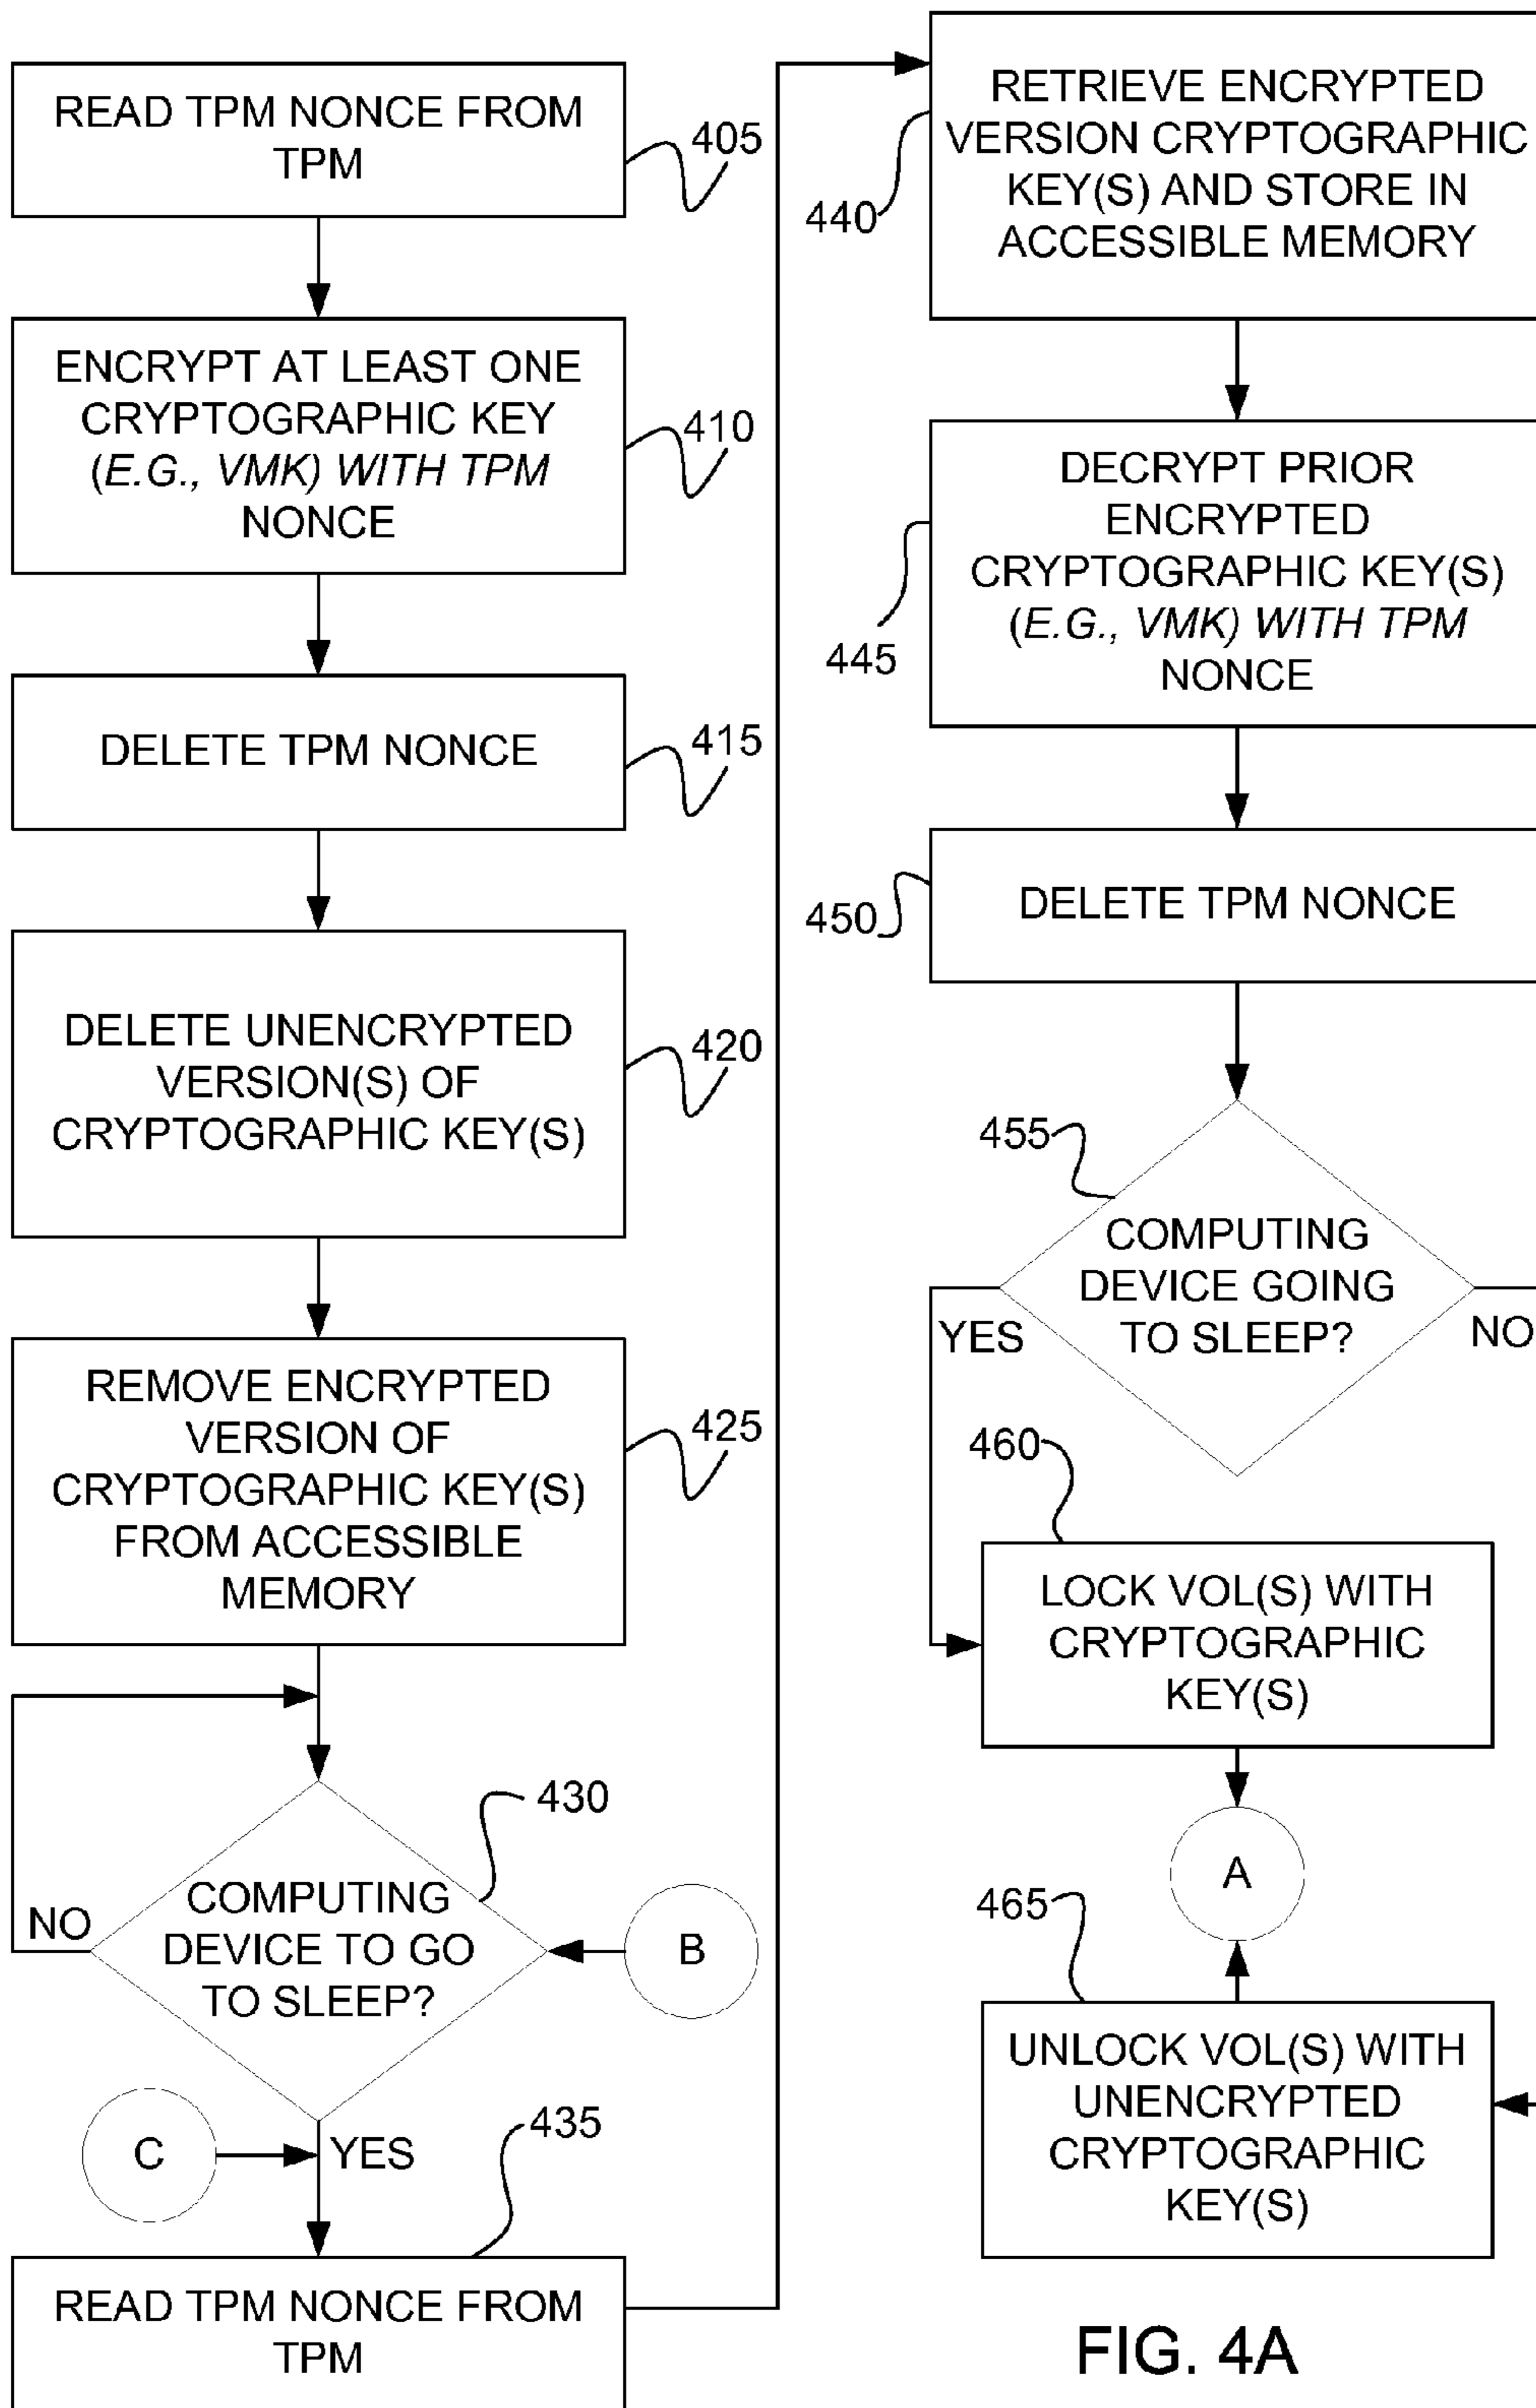 READ TPM NONCE FROM
TPM
405
ENCRYPT AT LEAST ONE
CRYPTOGRAPHIC KEY
(E.G., VMK) WITH TPM
NONCE
410
DELETE TPM NONCE
415
DELETE UNENCRYPTED
VERSION(S) OF
CRYPTOGRAPHIC KEY(S)
420
REMOVE ENCRYPTED
VERSION OF
CRYPTOGRAPHIC KEY(S)
FROM ACCESSIBLE
MEMORY
425
430
COMPUTING
DEVICE TO GO
TO SLEEP?
NO
B
C
YES
435
READ TPM NONCE FROM
TPM
RETRIEVE ENCRYPTED
VERSION CRYPTOGRAPHIC
KEY(S) AND STORE IN
ACCESSIBLE MEMORY
440
DECRYPT PRIOR
ENCRYPTED
CRYPTOGRAPHIC KEY(S)
(E.G., VMK) WITH TPM
NONCE
445
DELETE TPM NONCE
450
455
COMPUTING
DEVICE GOING
TO SLEEP?
YES
NO
460
LOCK VOL(S) WITH
CRYPTOGRAPHIC
KEY(S)
A
465
UNLOCK VOL(S) WITH
UNENCRYPTED
CRYPTOGRAPHIC
KEY(S)
FIG. 4A